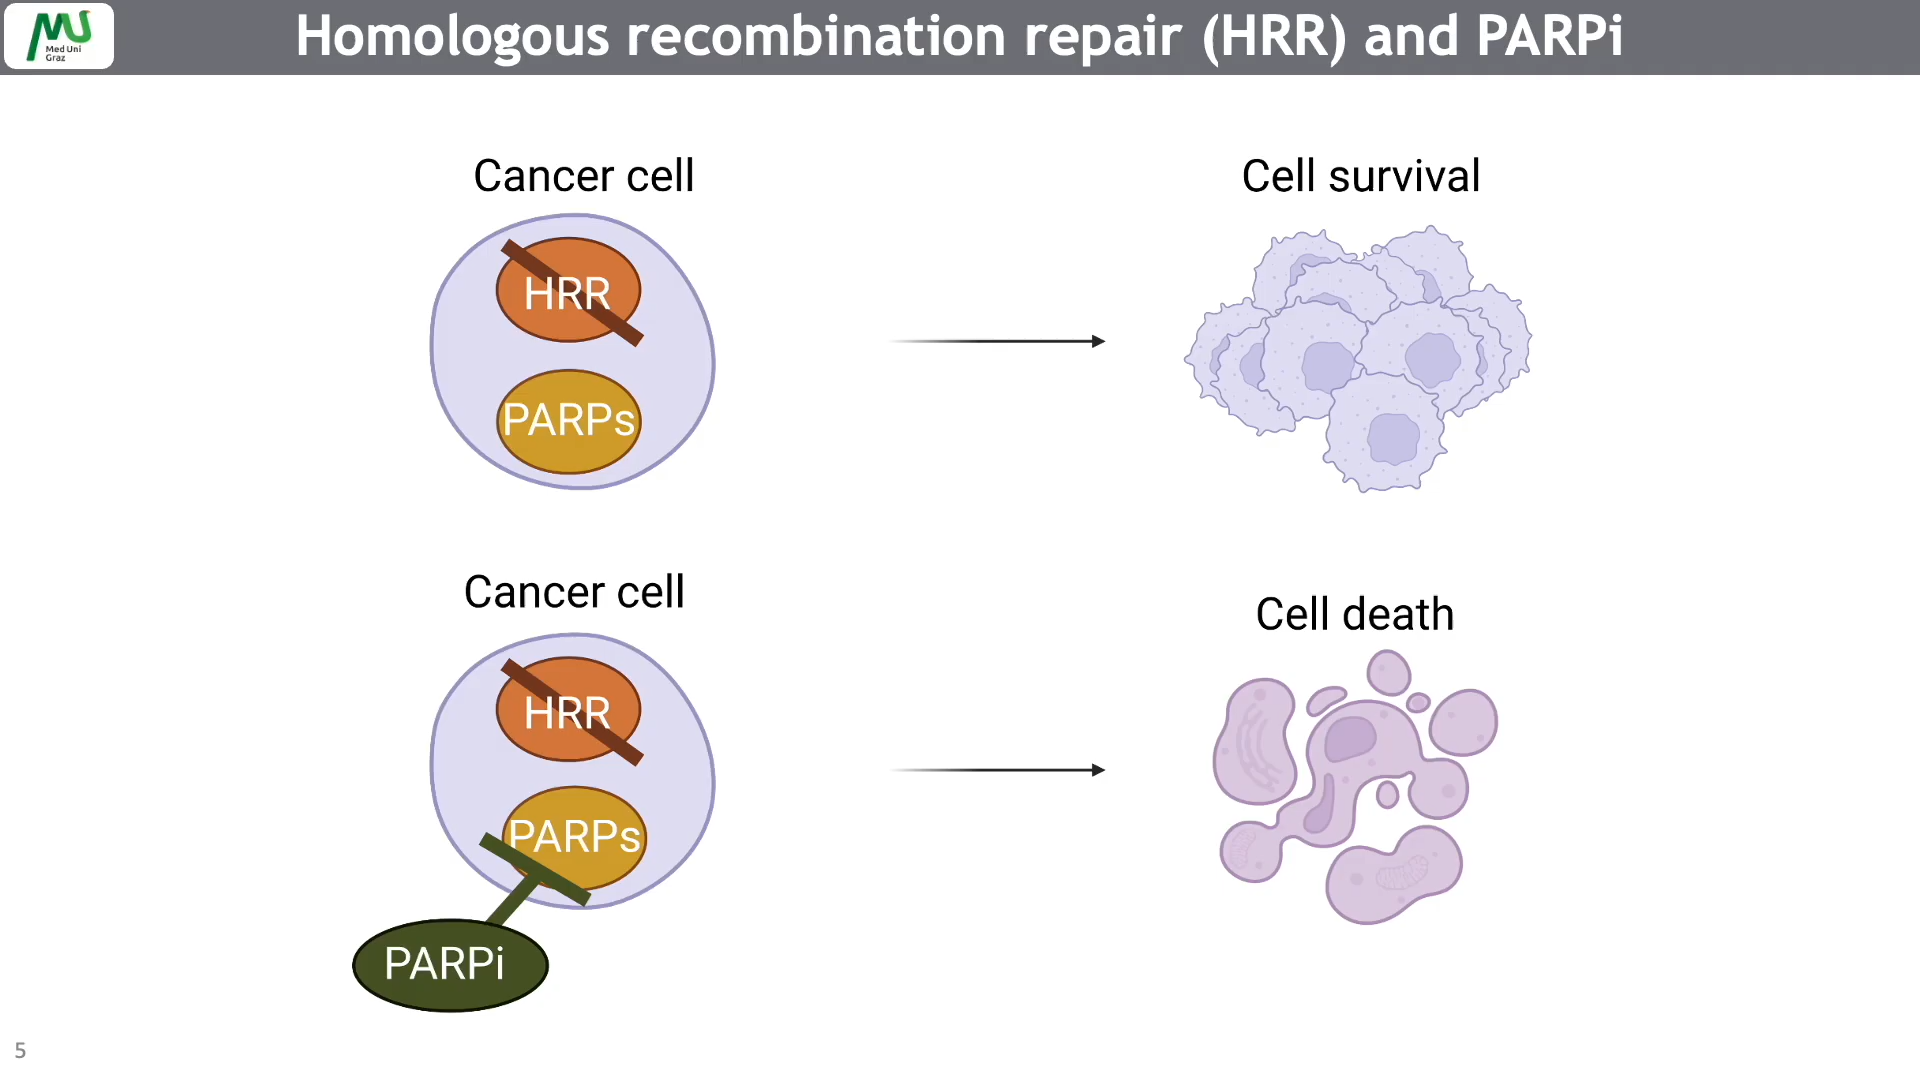 Med Uni
Graz
Homologous recombination repair (HRR) and PARPi
Cancer cell
Cell survival
HRR
PARPs
Cancer cell
Cell death
HRR
PARPs
PARPi
5